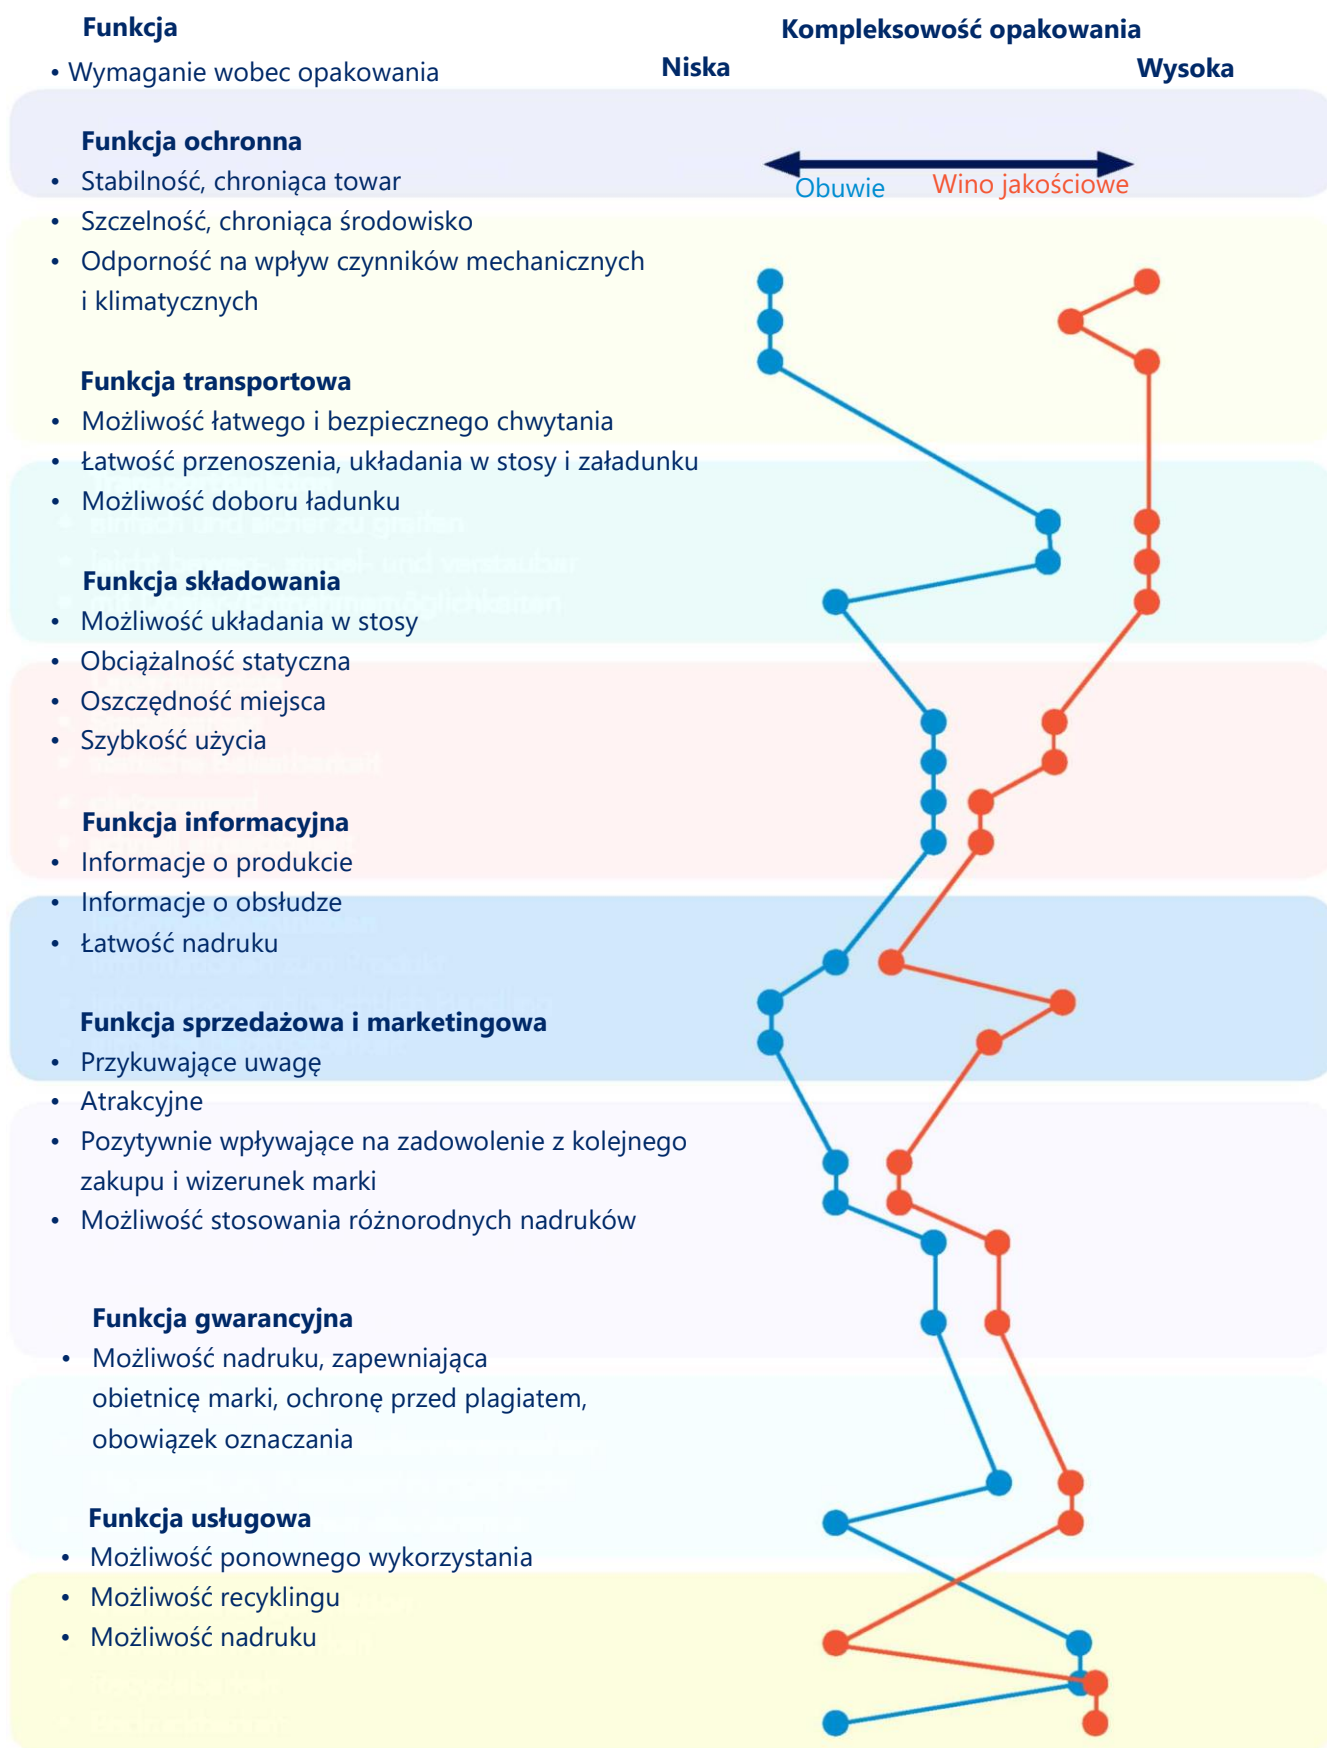 Funkcja
Kompleksowość opakowania
• Wymaganie wobec opakowania
Niska
Wysoka
Funkcja ochronna
• Stabilność, chroniąca towar
Obuwie
Wino jakościowe
• Szczelność, chroniąca środowisko
• Odporność na wpływ czynników mechanicznych
i klimatycznych
Funkcja transportowa
• Możliwość łatwego i bezpiecznego chwytania
• Łatwość przenoszenia, układania w stosy i załadunku
• Możliwość doboru ładunku
Funkcja składowania
• Możliwość układania w stosy
• Obciążalność statyczna
• Oszczędność miejsca
• Szybkość użycia
Funkcja informacyjna
• Informacje o produkcie
• Informacje o obsłudze
• Łatwość nadruku
Funkcja sprzedażowa i marketingowa
• Przykuwające uwagę
• Atrakcyjne
• Pozytywnie wpływające na zadowolenie z kolejnego
zakupu i wizerunek marki
• Możliwość stosowania różnorodnych nadruków
Funkcja gwarancyjna
• Możliwość nadruku, zapewniająca
obietnicę marki, ochronę przed plagiatem,
obowiązek oznaczania
Funkcja usługowa
• Możliwość ponownego wykorzystania
• Możliwość recyklingu
• Możliwość nadruku